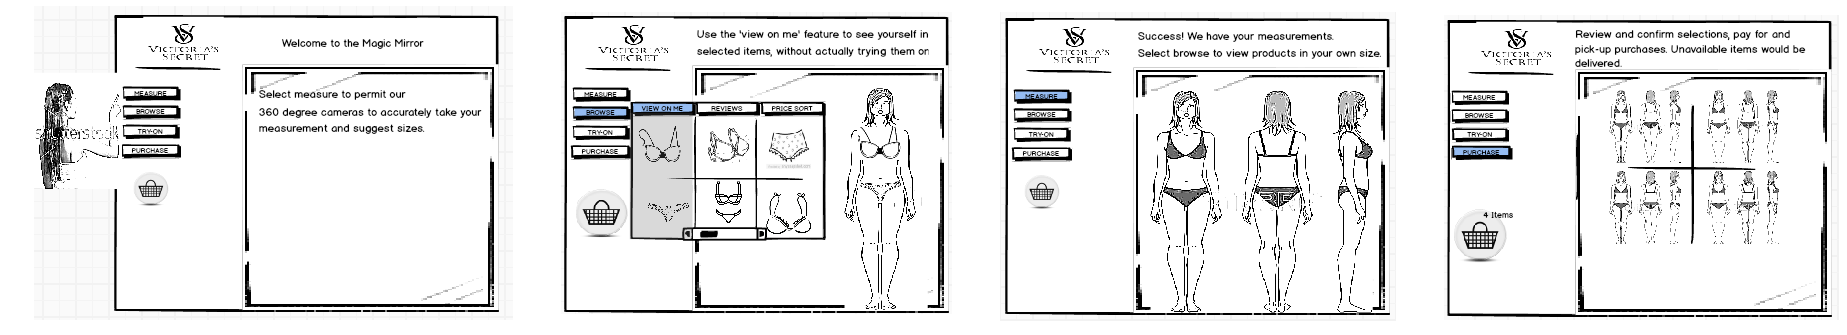 VICTORIA'S
SECRET
Welcome to the Magic Mirror
MEASURE
BROWSE
TRY-ON
PURCHASE
Select measure to permit our
360 degree cameras to accurately take your
measurement and suggest sizes.
VICTORIA'S
SECRET
Use the 'view on me' feature to see yourself in
selected items, without actually trying them on
MEASURE
BROWSE
TRY-ON
PURCHASE
VIEW ON ME
REVIEWS
PRICE SORT
VICTORIA'S
SECRET
Success! We have your measurements.
Select browse to view products in your own size.
MEASURE
BROWSE
TRY-ON
PURCHASE
VICTORIA'S
SECRET
Review and confirm selections, pay for and
pick-up purchases. Unavailable items would be
delivered.
MEASURE
BROWSE
TRY-ON
PURCHASE
4 Items